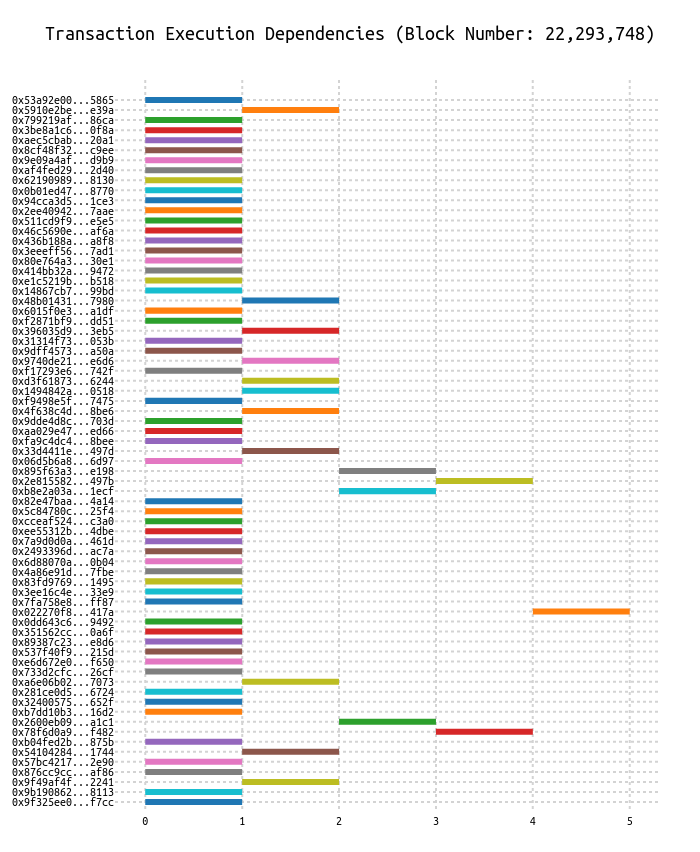 Transaction Execution Dependencies (Block Number: 22,293,748)
0x53a92e00...5865
0x5910e2be...e39a
0x799219af...86ca
0x3be8a1c6...0f8a
0xaec5cbab...20a1
0x8cf48f32...c9ee
0x9e09a4af...d9b9
0xaf4fed29...2d40
0x62190989...8130
0x0b01ed47...8770
0x94cca3d5...1ce3
0x2ee40942...7aae
0x511cd9f9...e5e5
0x46c5690e...af6a
0x436b188a...a8f8
0x3eeeff56...7ad1
0x80e764a3...30e1
0x414bb32a...9472
0xe1c5219b...b518
0x14867cb7...99bd
0x48b01431...7980
0x6015f0e3...a1df
0xf2871bf9...dd51
0x396035d9...3eb5
0x31314f73...053b
0x9dff4573...a50a
0x9740de21...e6d6
0xf17293e6...742f
0xd3f61873...6244
0x1494842a...0518
0xf9498e5f...7475
0x4f638c4d...8be6
0x9dde4d8c...703d
0xaa029e47...ed66
0xfa9c4dc4...8bee
0x33d4411e...497d
0x06d5b6a8...6d97
0x895f63a3...e198
0x2e815582...497b
0xb8e2a03a...1ecf
0x82e47baa...4a14
0x5c84780c...25f4
0xcceaf524...c3a0
0xee55312b...4dbe
0x7a9d0d0a...461d
0x2493396d...ac7a
0x6d88070a...0b04
0x4a86e91d...7fbe
0x83fd9769...1495
0x3ee16c4e...33e9
0x7fa758e8...ff87
0x022270f8...417a
0x0dd643c6...9492
0x351562cc...0a6f
0x89387c23...e8d6
0x537f40f9...215d
0xe6d672e0...f650
0x733d2cfc...26cf
0xa6e06b02...7073
0x281ce0d5...6724
0x32400575...652f
0xb7dd10b3...16d2
0x2600eb09...a1c1
0x78f6d0a9...f482
0xb04fed2b...875b
0x54104284...1744
0x57bc4217...2e90
0x876cc9cc...af86
0x9f49af4f...2241
0x9b190862...8113
0x9f325ee0...f7cc
0 1 2 3 4 5